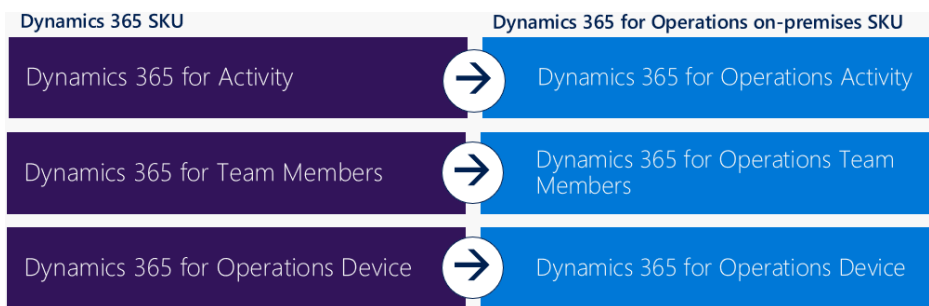 Dynamics 365 SKU
Dynamics 365 for Operations on-premises SKU
Dynamics 365 for Activity
Dynamics 365 for Operations Activity
Dynamics 365 for Team Members
Dynamics 365 for Operations Team
Members
Dynamics 365 for Operations Device
Dynamics 365 for Operations Device